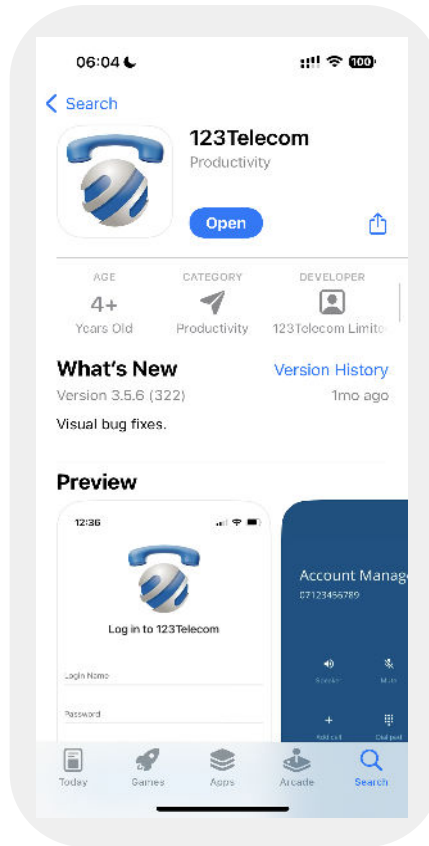 06:04
100
Search
123Telecom
Productivity
Open
AGE
CATEGORY
DEVELOPER
4+
Years Old
Productivity
123Telecom Limite
What's New
Version History
Version 3.5.6 (322)
1mo ago
Visual bug fixes.
Preview
12:36
Log in to 123Telecom
Login Name
Password
Account Manag
07123456789
Speaker
Mute
Add call
Dial pad
Today
Games
Apps
Arcade
Search